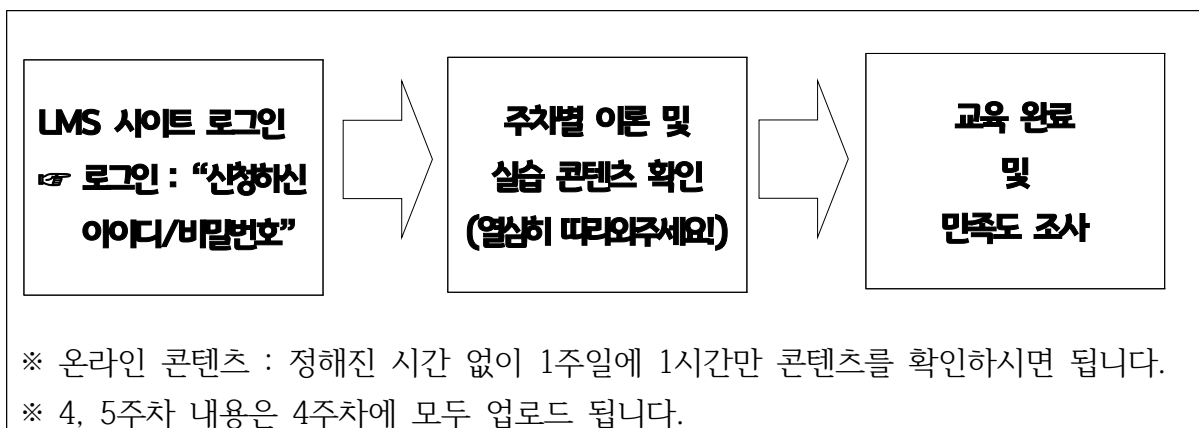 LMS 사이트 로그인
☞ 로그인 : “신청하신
아이디/비밀번호”
주차별 이론 및
실습 콘텐츠 확인
(열심히 따라와주세요!)
교육 완료
및
만족도 조사
※ 온라인 콘텐츠 : 정해진 시간 없이 1주일에 1시간만 콘텐츠를 확인하시면 됩니다.
※ 4, 5주차 내용은 4주차에 모두 업로드 됩니다.